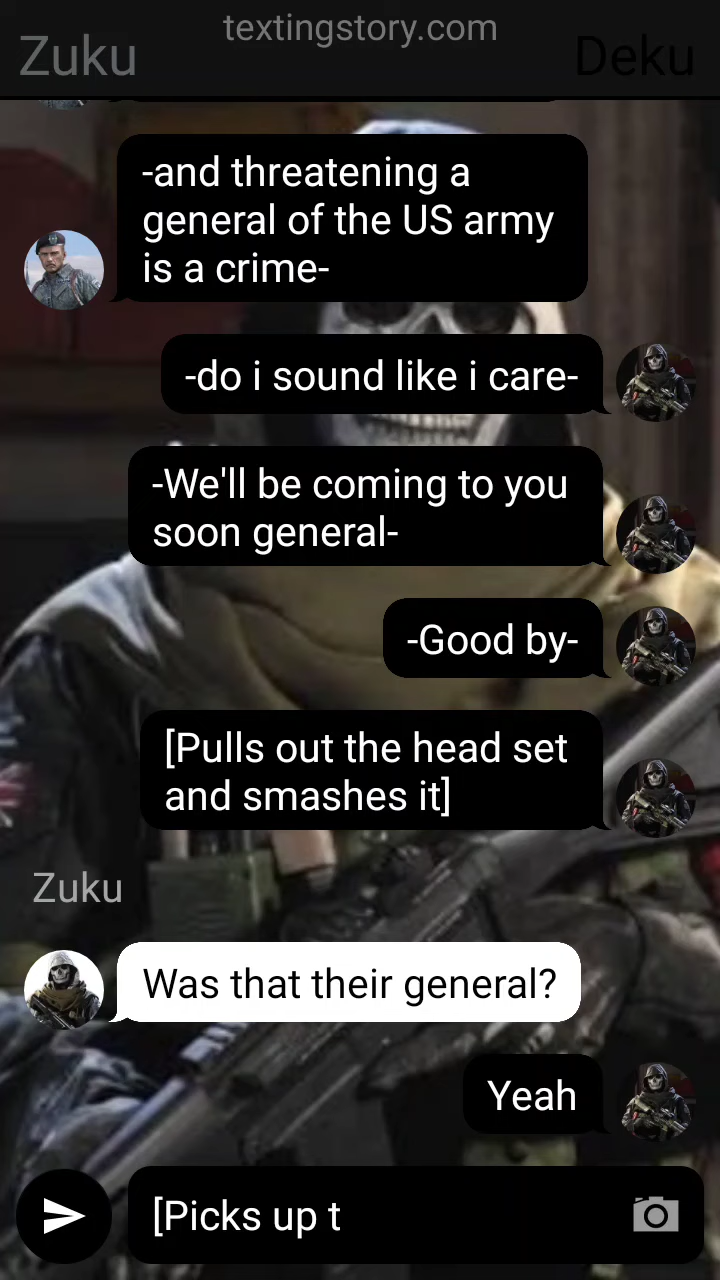 textingstory.com
Zuku
Deku
-and threatening a
general of the US army
is a crime-
-do i sound like i care-
-We'll be coming to you
soon general-
-Good by-
[Pulls out the head set
and smashes it]
Zuku
Was that their general?
Yeah
[Picks up t